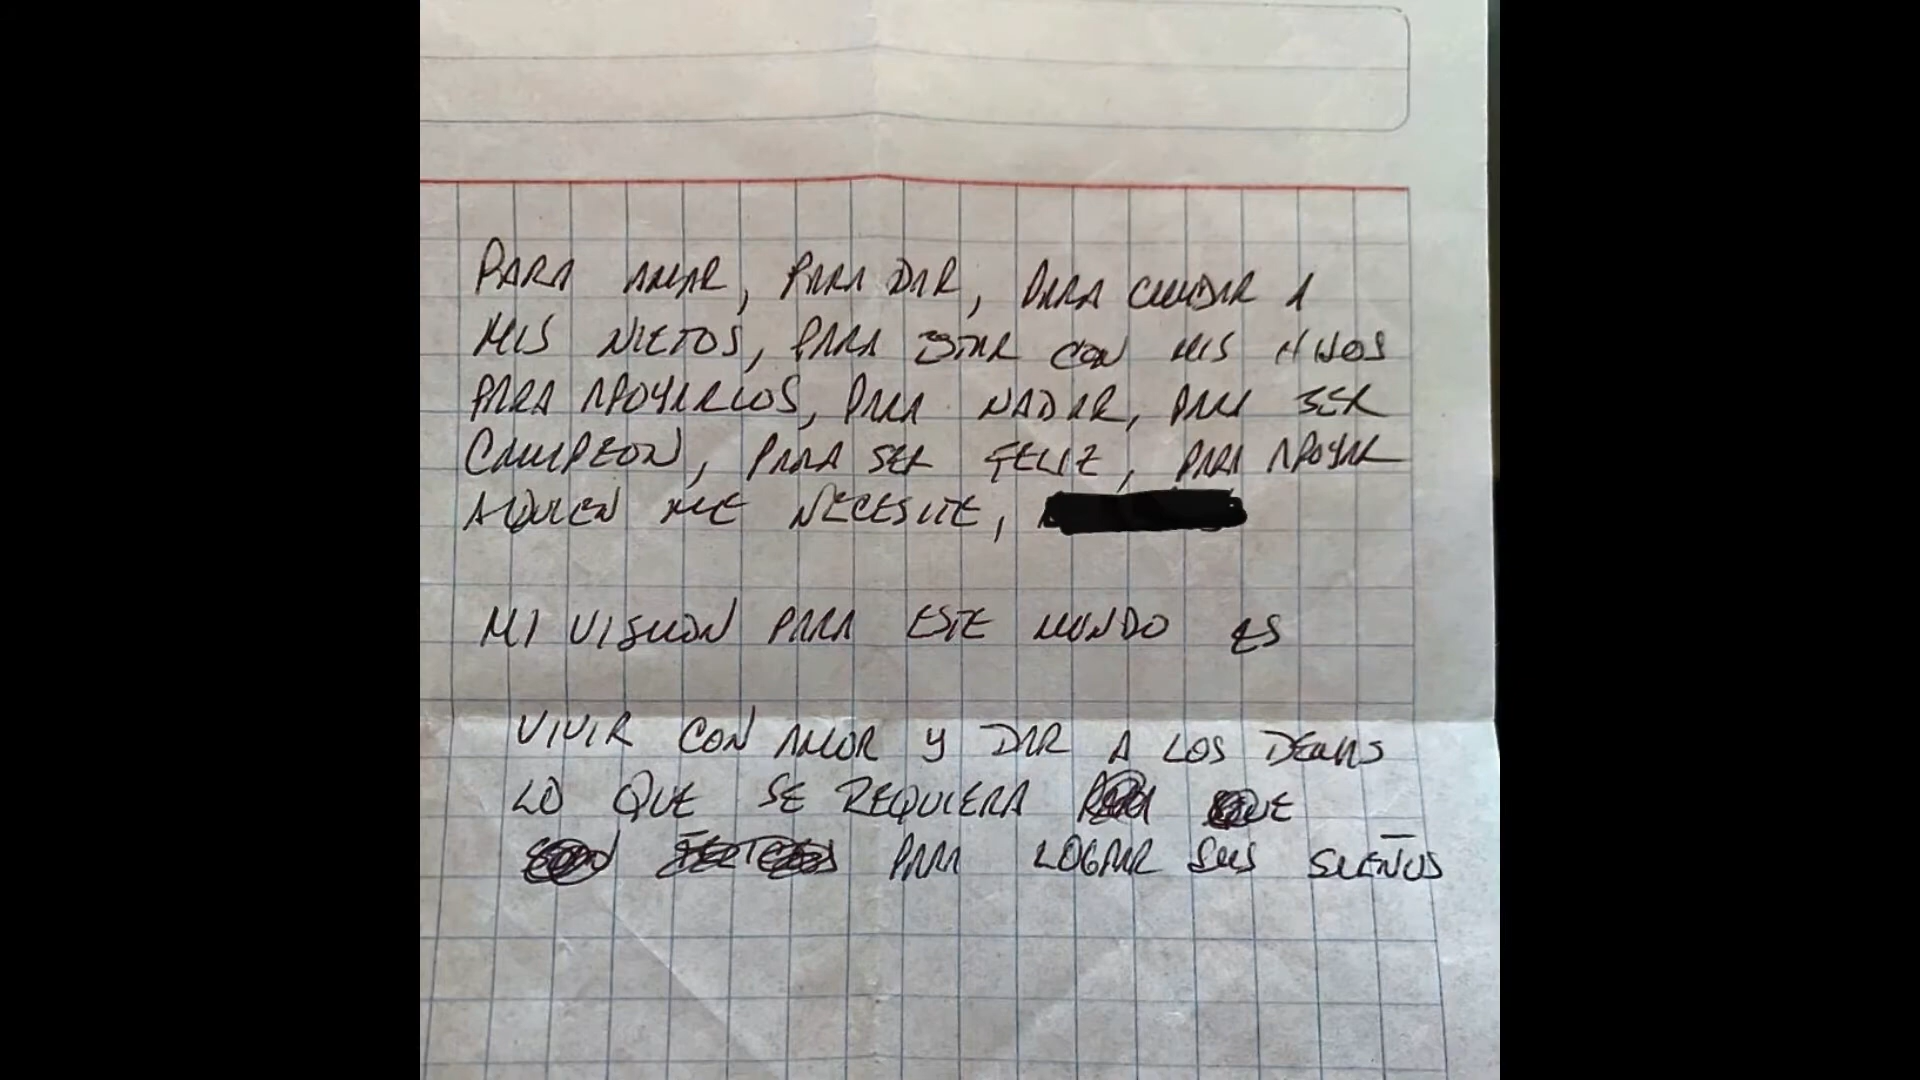 PARA AMAR, PARA DAR, PARA CUIDAR A
MIS NIETOS, PARA ESTAR CON MIS HIJOS
PARA APOYARLOS, PARA NADAR, PARA SER
CAMPEON, PARA SER FELIZ, PARA APOYAR
AQUIEN ME NECESITE,
MI VISION PARA ESTE MUNDO ES
VIVIR CON AMOR Y DAR A LOS DEMAS
LO QUE SE REQUIERA
PARA LOGRAR SUS SUEÑOS